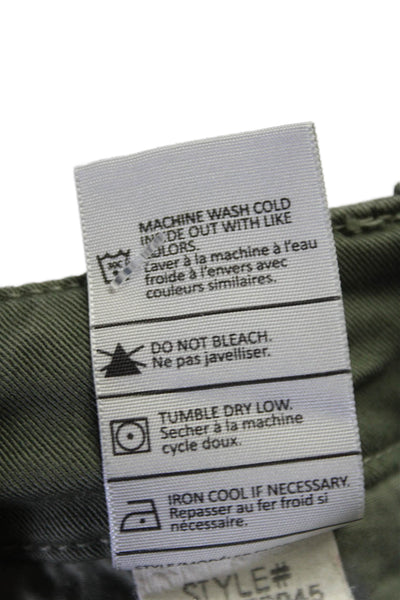 MACHINE WASH COLD
INSIDE OUT WITH LIKE
COLORS.
Laver à la machine à l'eau
froide à l'envers avec
couleurs similaires.
30C
DO NOT BLEACH.
Ne pas javelliser.
TUMBLE DRY LOW.
Secher à la machine
cycle doux.
IRON COOL IF NECESSARY.
Repasser au fer froid si
nécessaire.
STYLE#